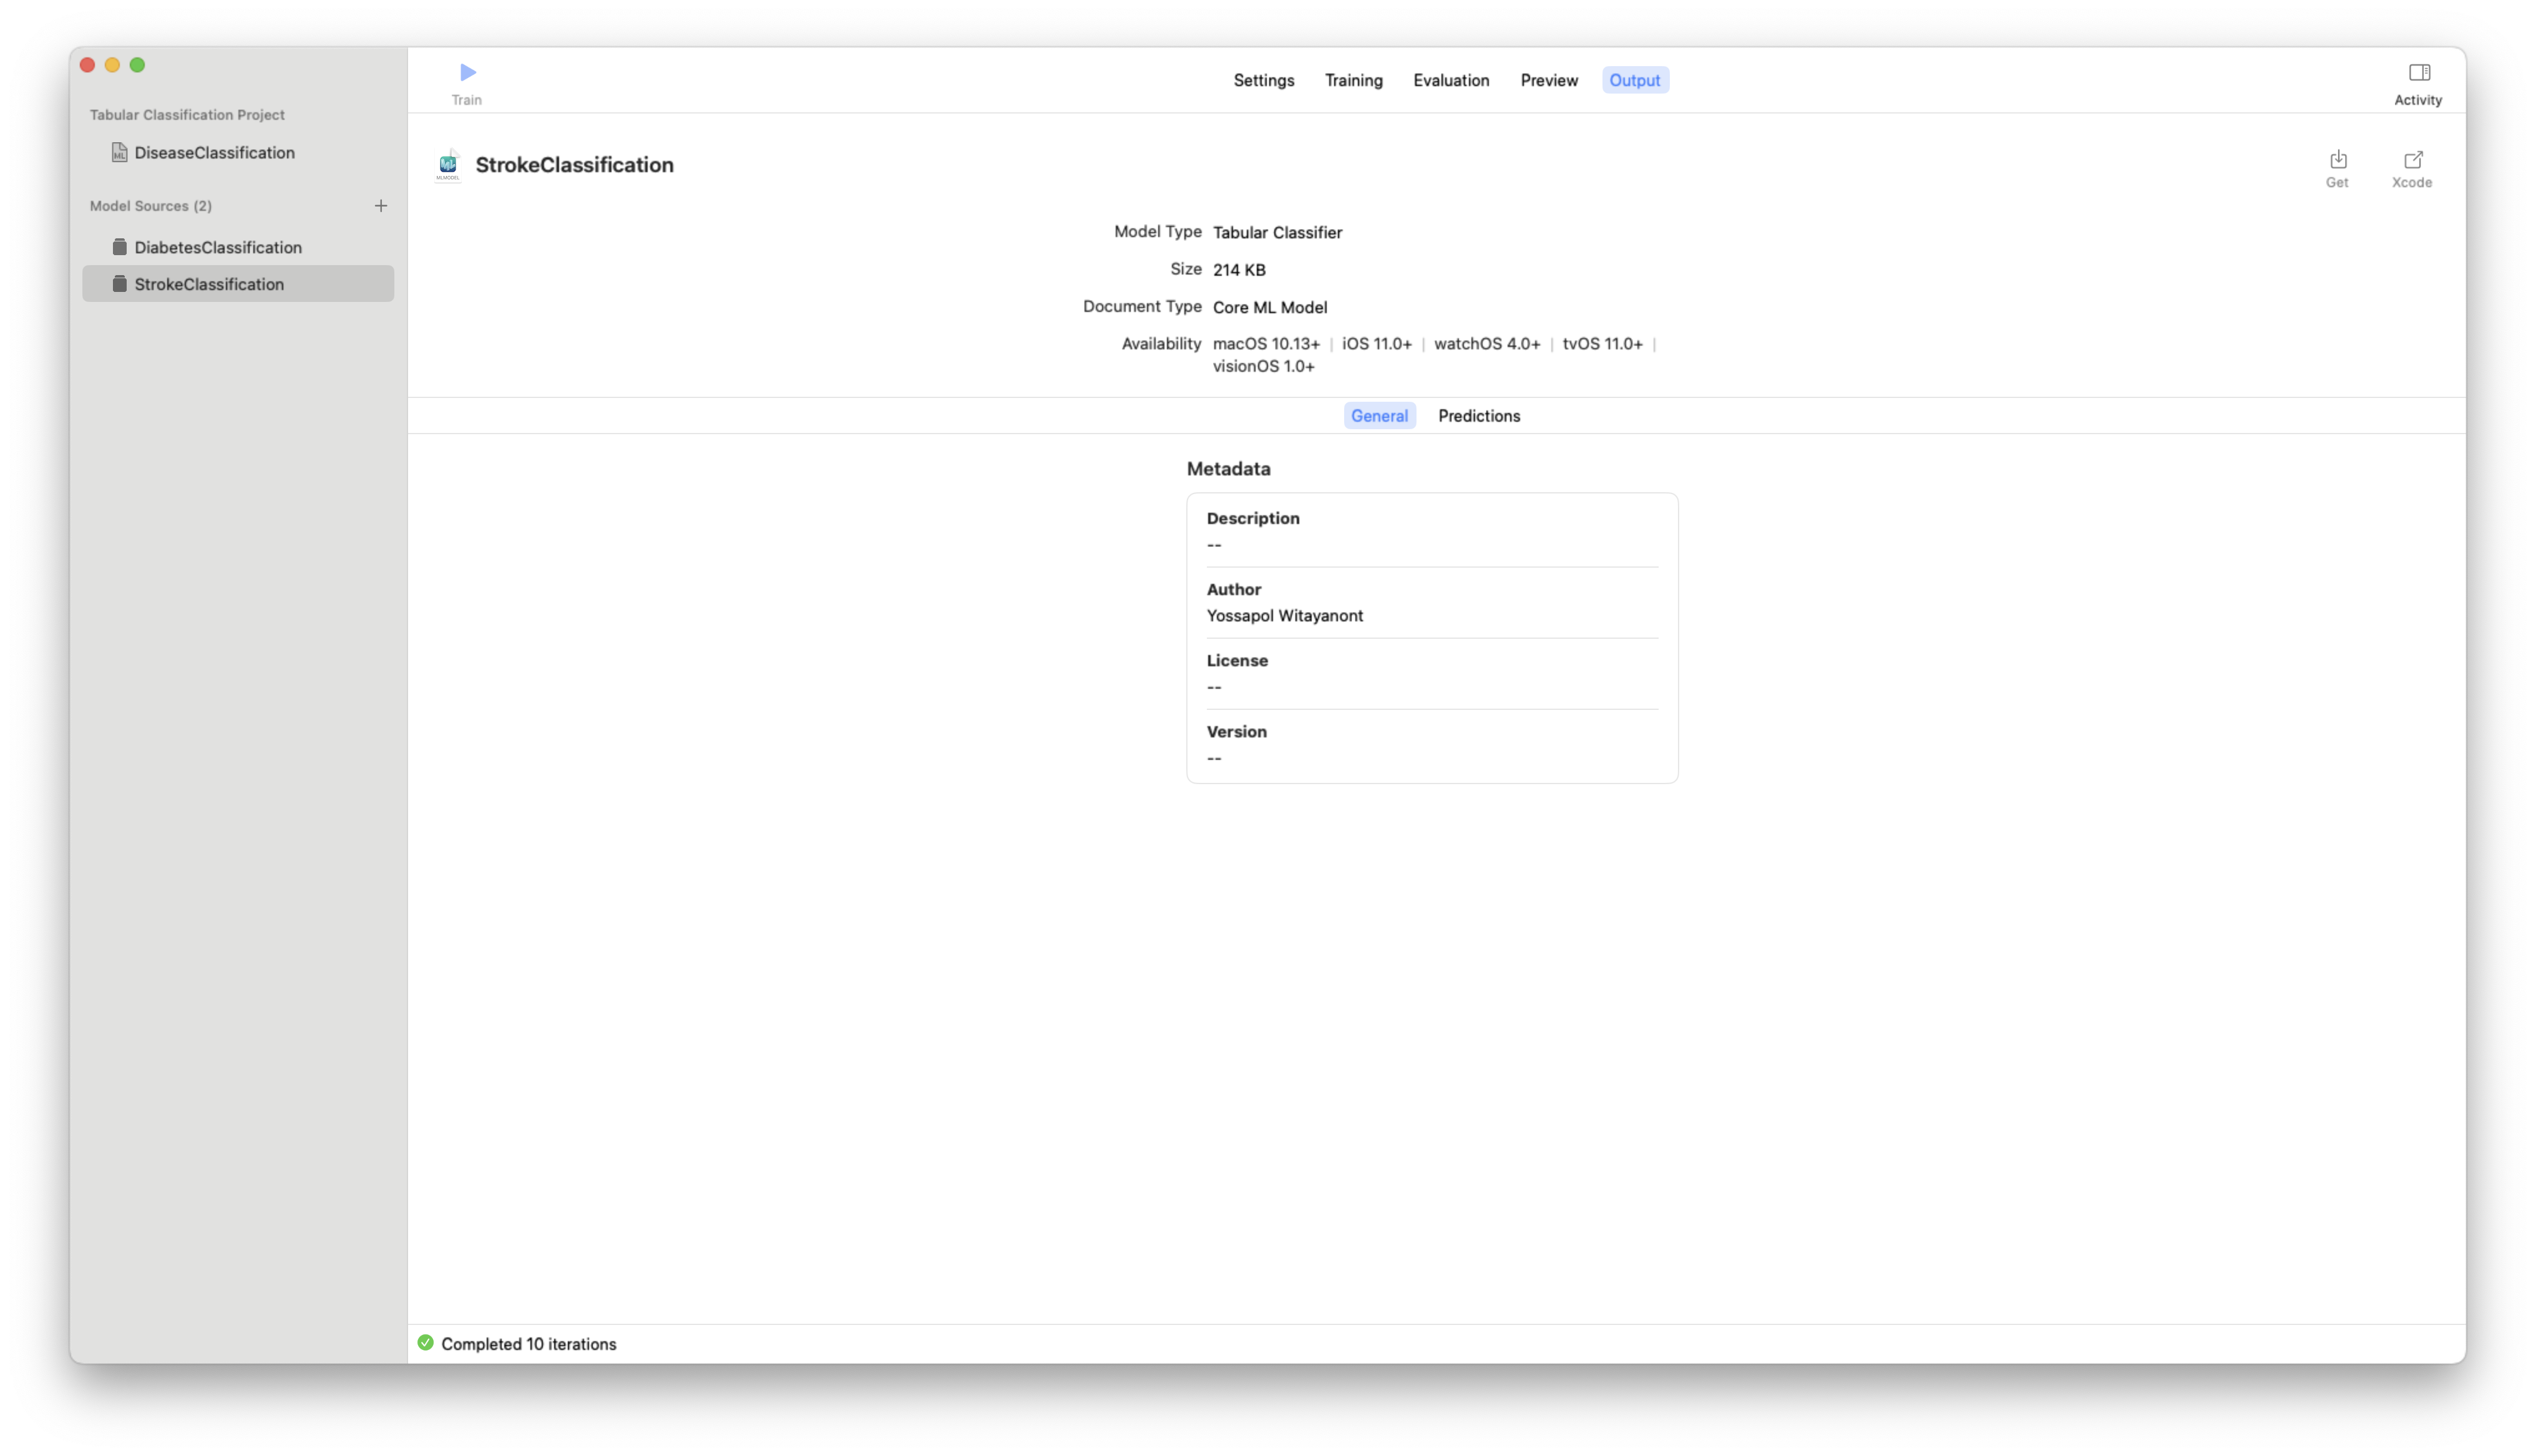 Tabular Classification Project
DiseaseClassification
Model Sources (2)
DiabetesClassification
StrokeClassification
Train
Settings Training Evaluation Preview Output
Activity
StrokeClassification
MLMODEL
Get
Xcode
Model Type Tabular Classifier
Size 214 KB
Document Type Core ML Model
Availability macOS 10.13+ | iOS 11.0+ | watchOS 4.0+ | tvOS 11.0+ |
visionOS 1.0+
General Predictions
Metadata
Description
--
Author
Yossapol Witayanont
License
--
Version
--
Completed 10 iterations